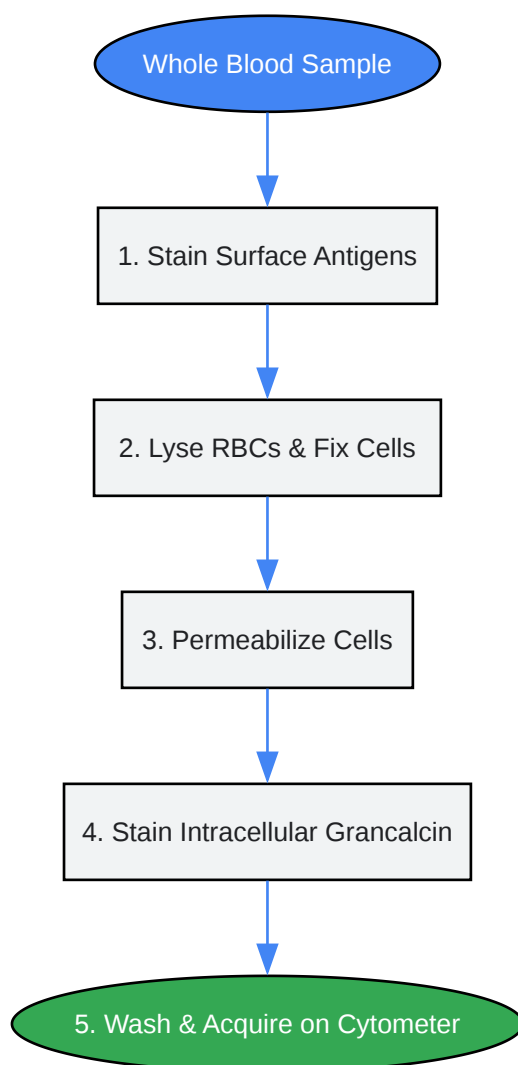 Whole Blood Sample
1. Stain Surface Antigens
2. Lyse RBCs & Fix Cells
3. Permeabilize Cells
4. Stain Intracellular Grancalcin
5. Wash & Acquire on Cytometer